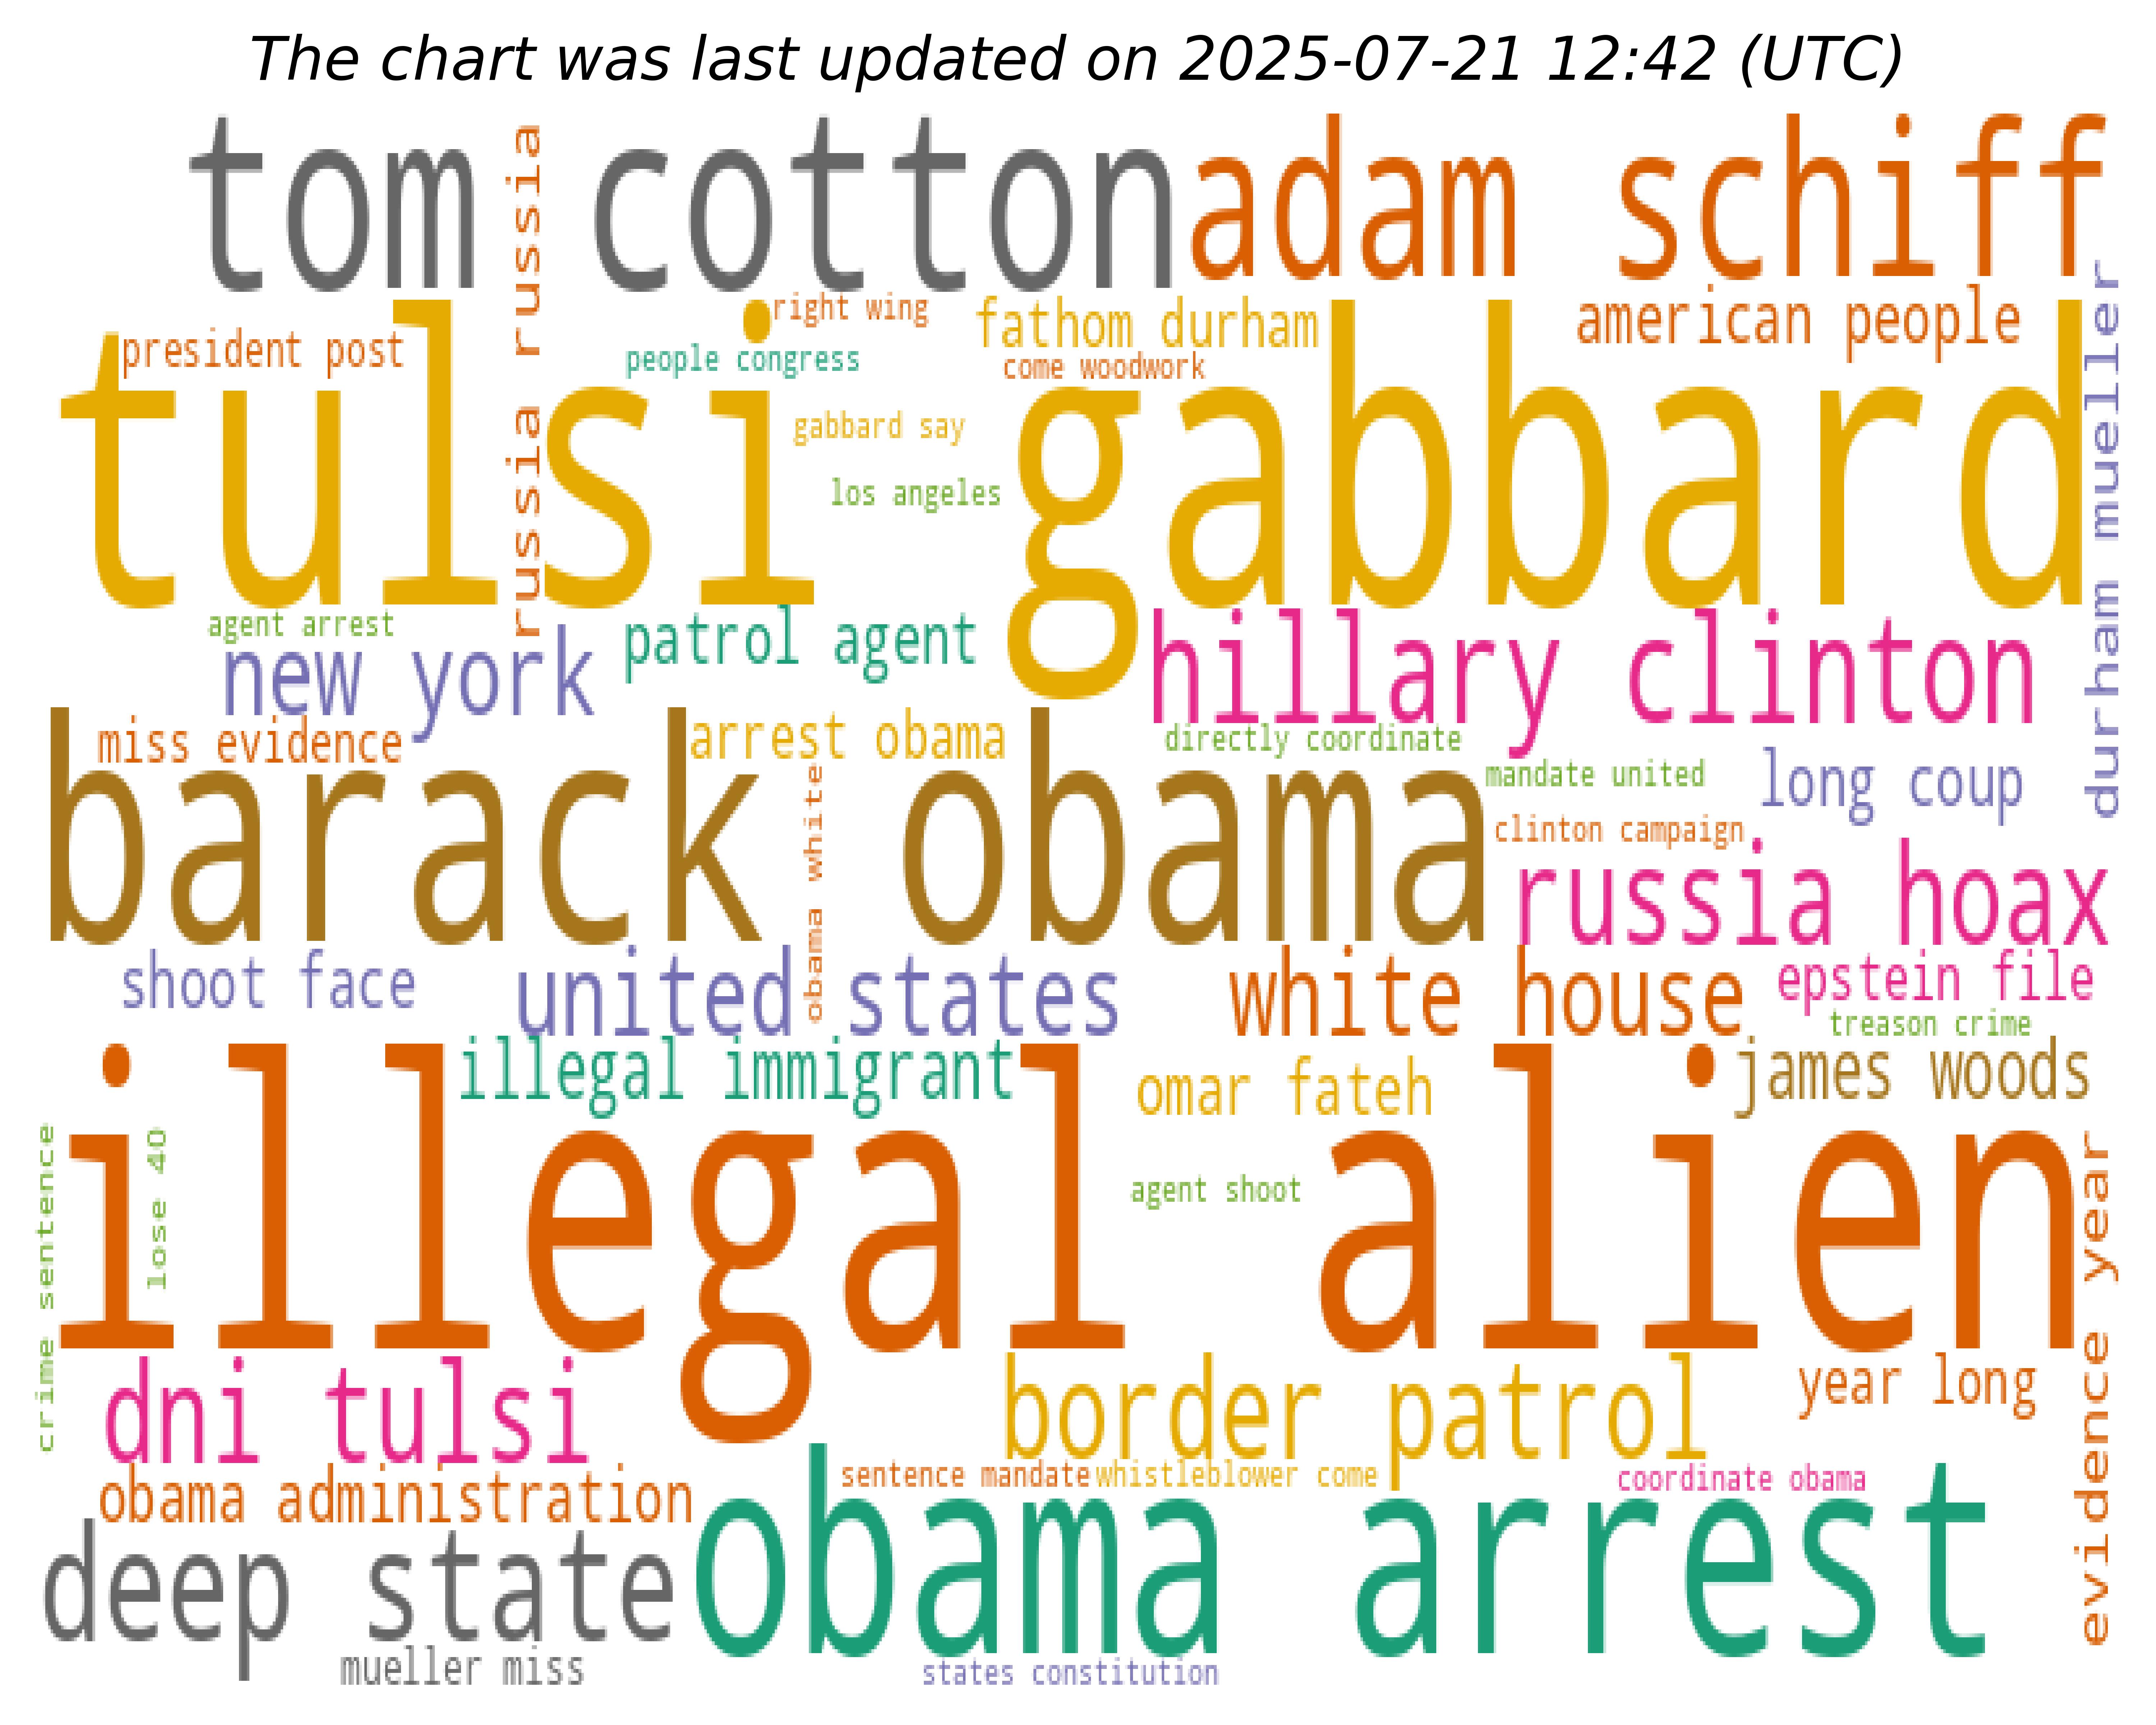 The chart was last updated on 2025-07-21 12:42 (UTC)
tom cotton
adam schiff
russia russia
russia russia
right wing
fathom durham
american people
president post
people congress
come woodwork
tulsi gabbard
gabbard say
los angeles
durham mueller
agent arrest
patrol agent
hillary clinton
new york
miss evidence
arrest obama
directly coordinate
mandate united
long coup
barack obama
obama white
clinton campaign
russia hoax
shoot face
united states
white house
epstein file
treason crime
illegal immigrant
omar fateh
james woods
crime sentence
lose 40
illegal alien
agent shoot
evidence year
dni tulsi
border patrol
year long
obama administration
sentence mandate
whistleblower come
coordinate obama
deep state
obama arrest
mueller miss
states constitution